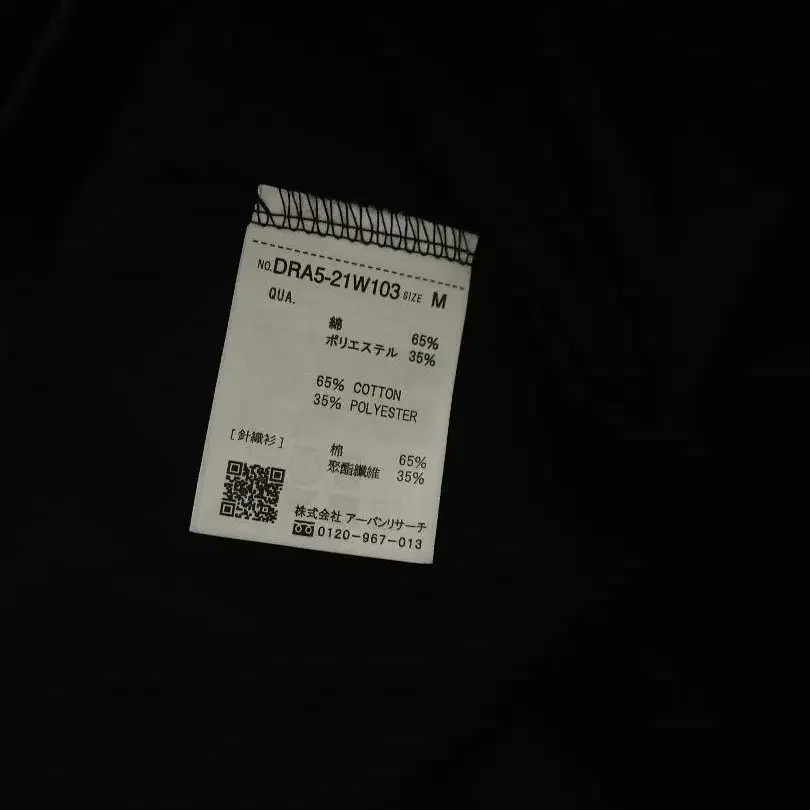 NO.DRA5-21W103 SIZE M
QUA.
綿 65%
ポリエステル 35%
65% COTTON
35% POLYESTER
[針織衫] 棉 65%
聚酯纖維 35%
株式会社 アーバンリサーチ
0120-967-013